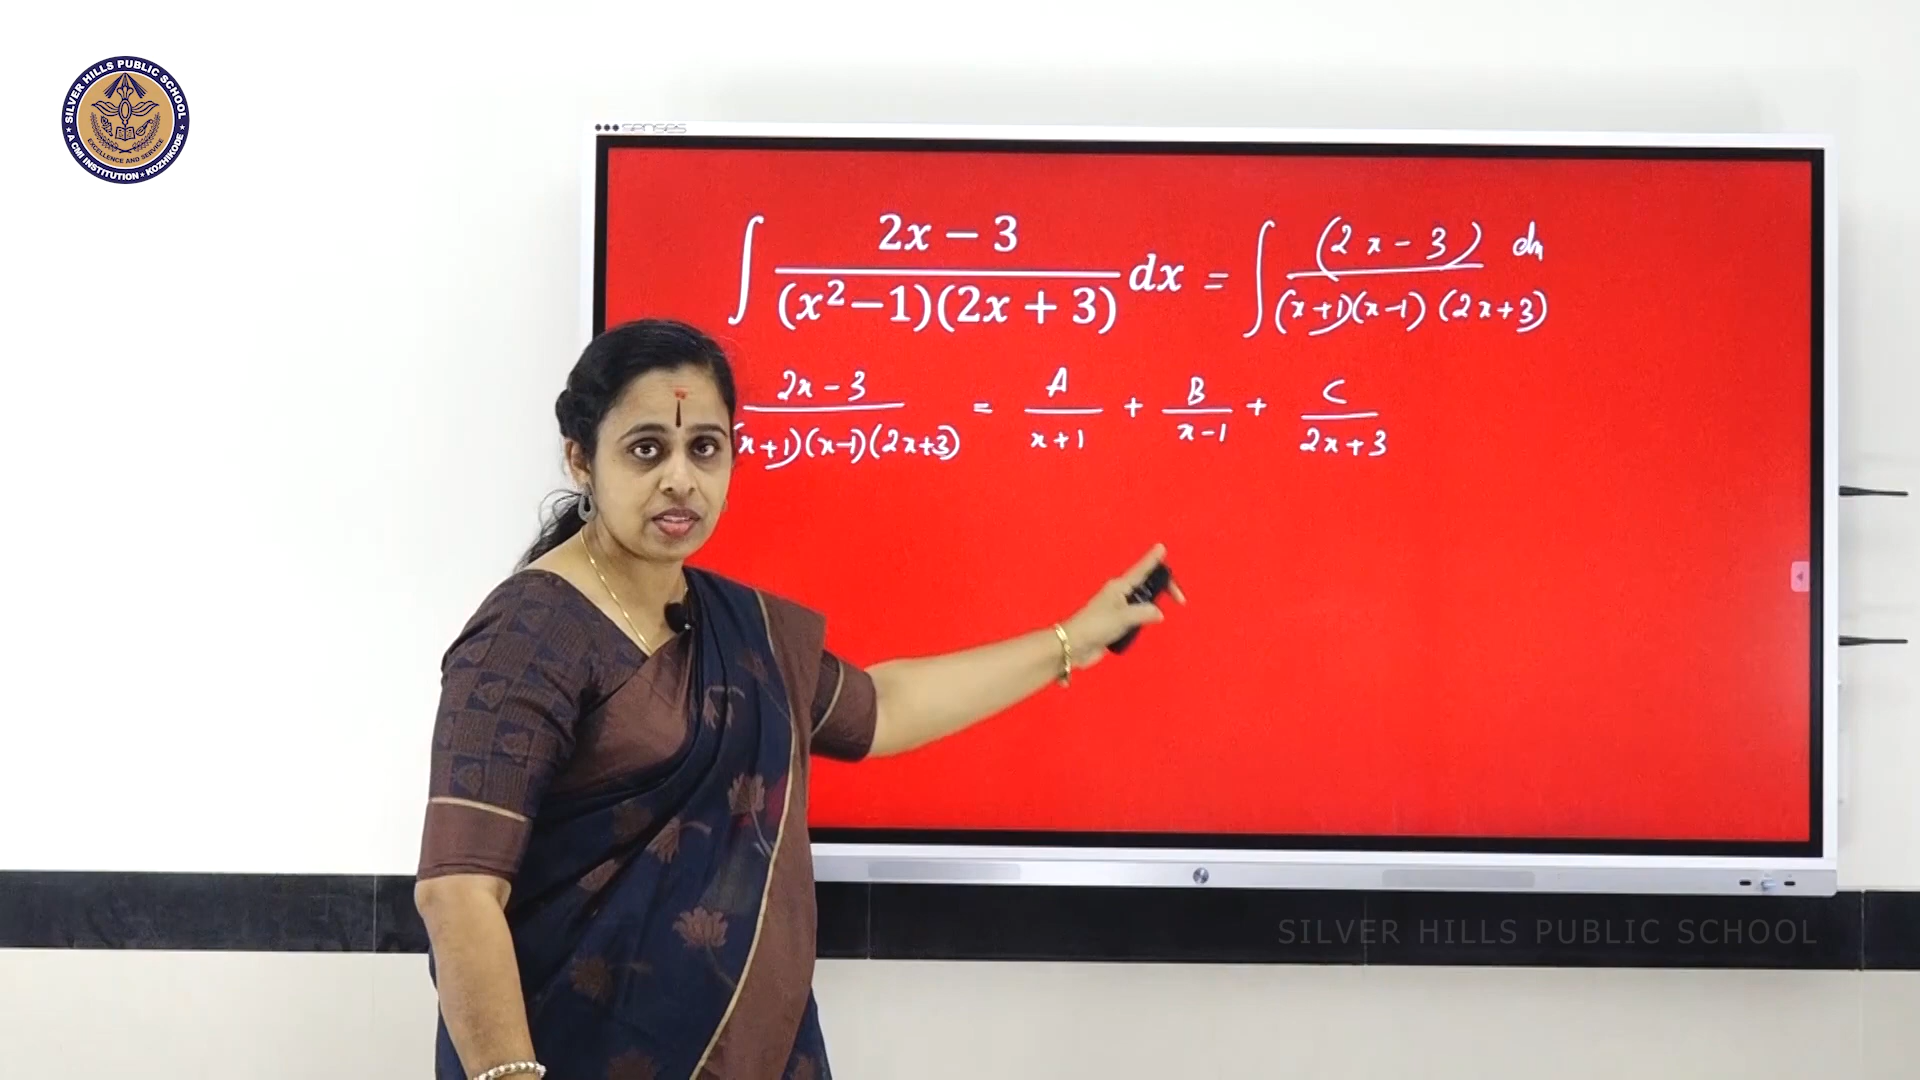 SILVER HILLS PUBLIC SCHOOL
EXCELLENCE AND SERVICE
★ A CMI INSTITUTION ★ KOZHIKODE ★
senses
∫ 2x − 3 / (x²−1)(2x + 3) dx = ∫ (2x-3) dx / (x+1)(x-1) (2x+3)
2x-3 / (x+1)(x-1)(2x+3) = A / x+1 + B / x-1 + C / 2x+3
SILVER HILLS PUBLIC SCHOOL